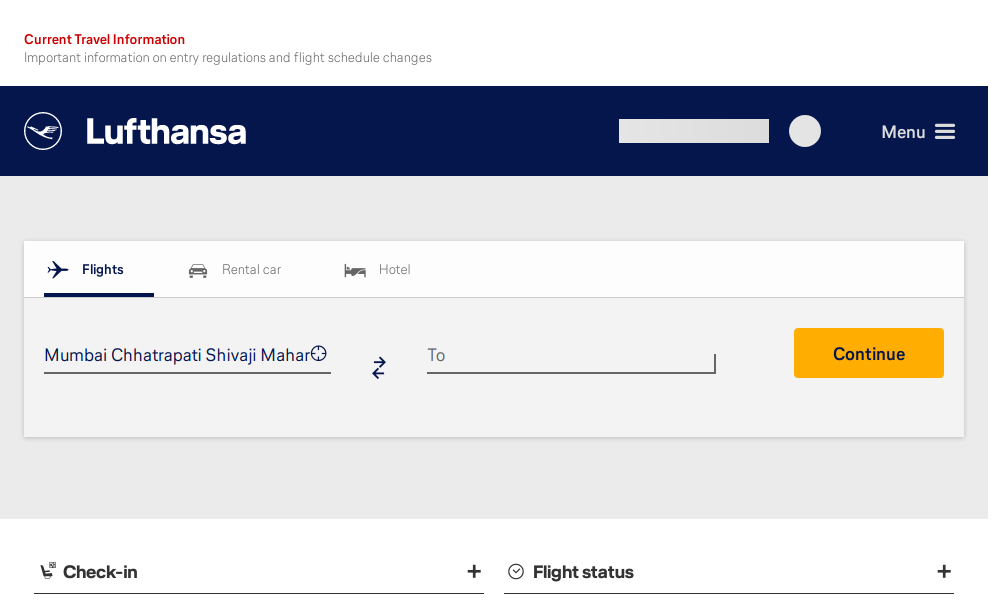 Current Travel Information
Important information on entry regulations and flight schedule changes
Lufthansa
Menu
Flights
Rental car
Hotel
Mumbai Chhatrapati Shivaji Mahar
To
Continue
Check-in
Flight status